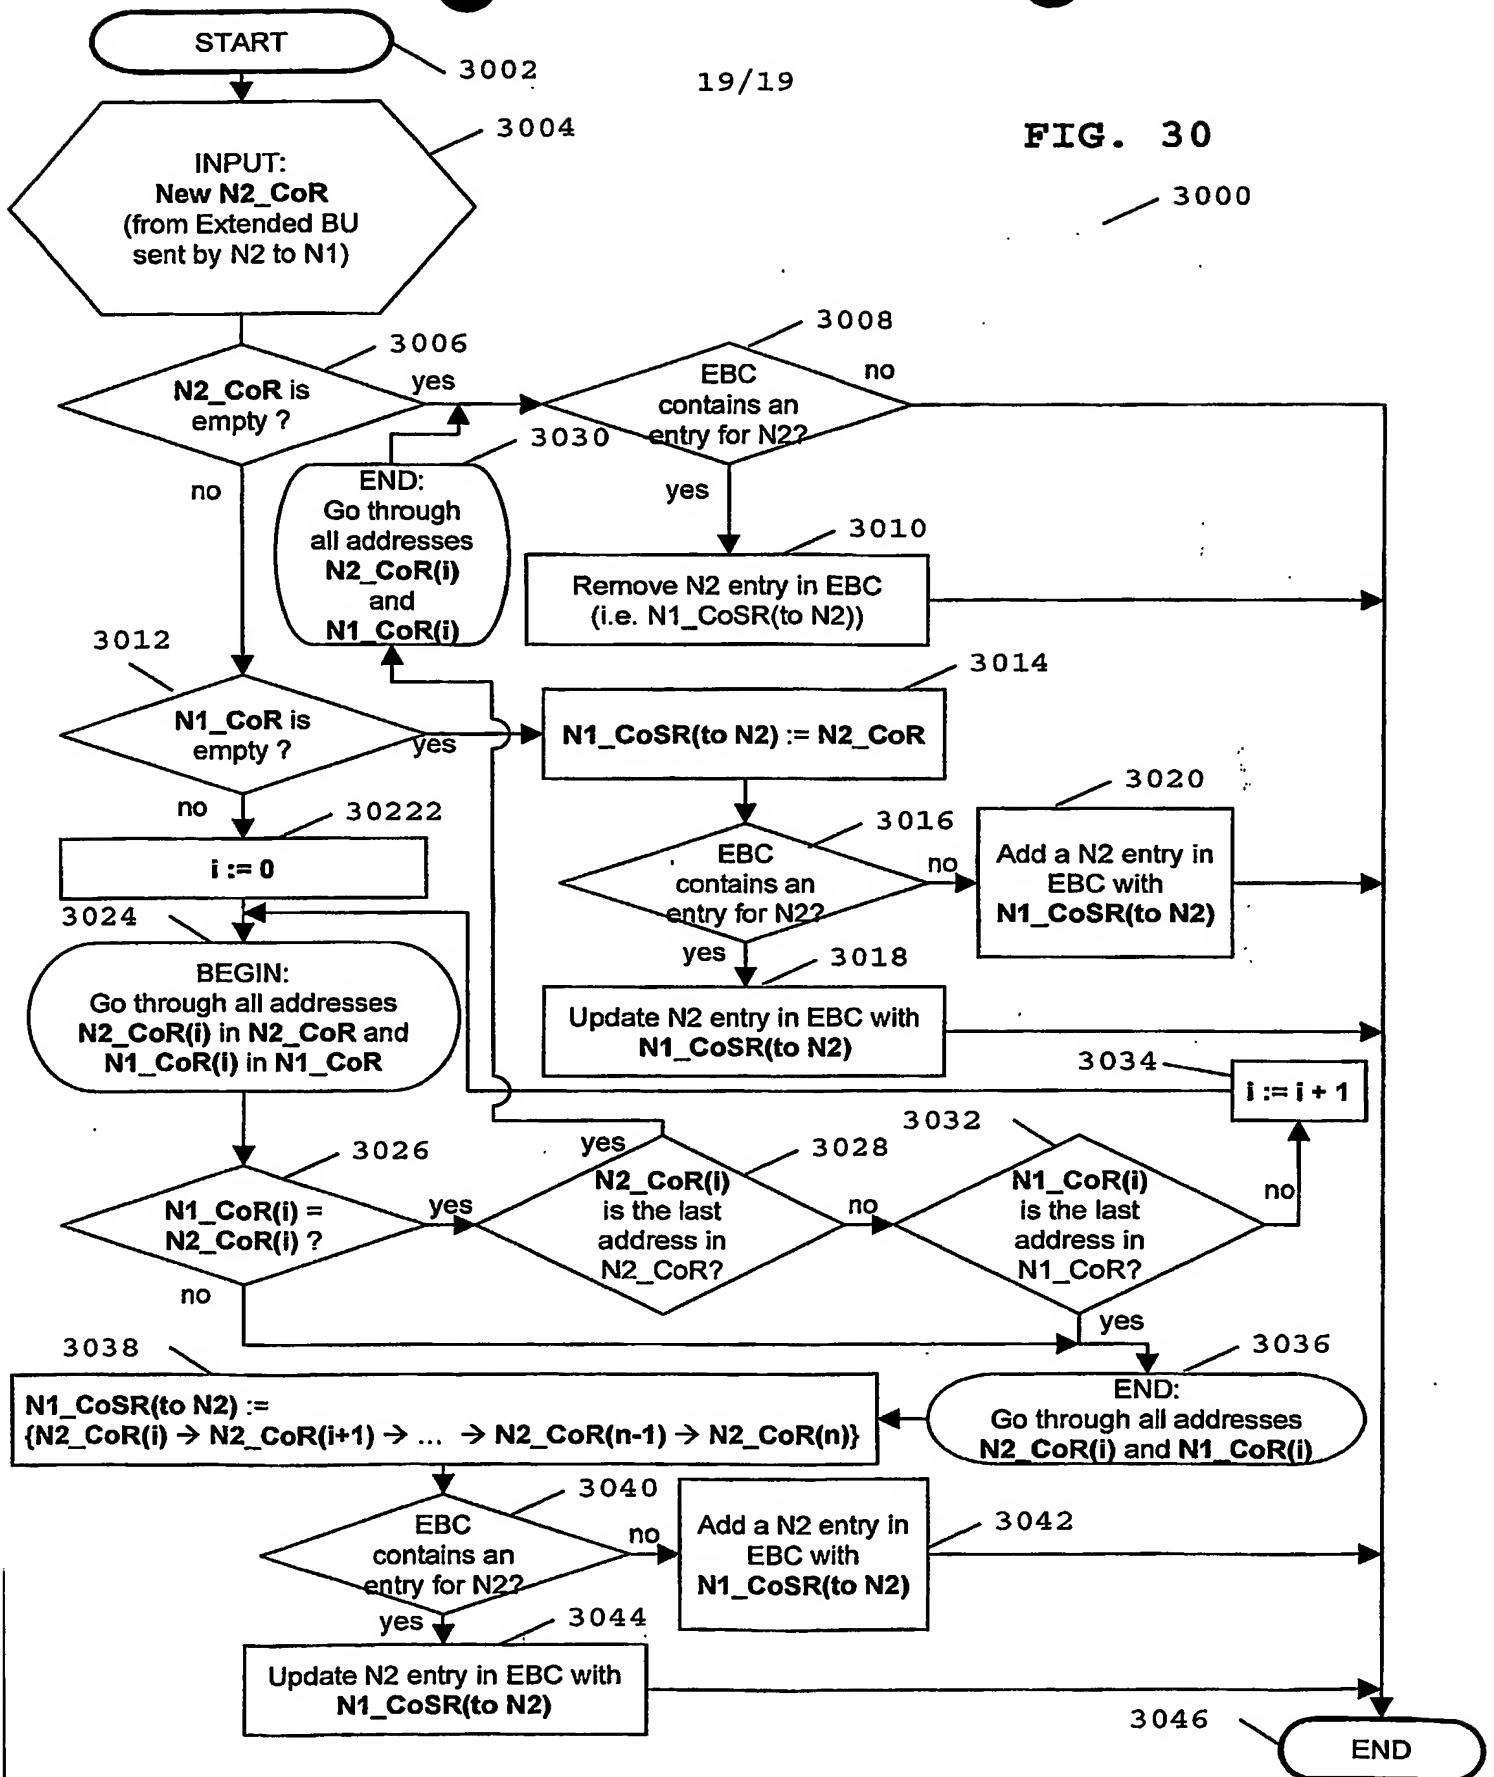 START
3002
19/19
3004
FIG. 30
INPUT:
New N2_CoR
(from Extended BU
sent by N2 to N1)
3000
3006
N2_CoR is
empty ?
yes
no
3008
EBC
contains an
entry for N2?
no
yes
3030
END:
Go through
all addresses
N2_CoR(i)
and
N1_CoR(i)
3010
Remove N2 entry in EBC
(i.e. N1_CoSR(to N2))
3012
N1_CoR is
empty ?
yes
no
3014
N1_CoSR(to N2) := N2_CoR
30222
i := 0
3016
EBC
contains an
entry for N2?
no
yes
3020
Add a N2 entry in
EBC with
N1_CoSR(to N2)
3024
BEGIN:
Go through all addresses
N2_CoR(i) in N2_CoR and
N1_CoR(i) in N1_CoR
3018
Update N2 entry in EBC with
N1_CoSR(to N2)
3034
i := i + 1
3026
N1_CoR(i) =
N2_CoR(i) ?
yes
no
yes
3028
N2_CoR(i)
is the last
address in
N2_CoR?
no
3032
N1_CoR(i)
is the last
address in
N1_CoR?
no
yes
3036
END:
Go through all addresses
N2_CoR(i) and N1_CoR(i)
3038
N1_CoSR(to N2) :=
{N2_CoR(i) → N2_CoR(i+1) → ... → N2_CoR(n-1) → N2_CoR(n)}
3040
EBC
contains an
entry for N2?
no
yes
3042
Add a N2 entry in
EBC with
N1_CoSR(to N2)
3044
Update N2 entry in EBC with
N1_CoSR(to N2)
3046
END